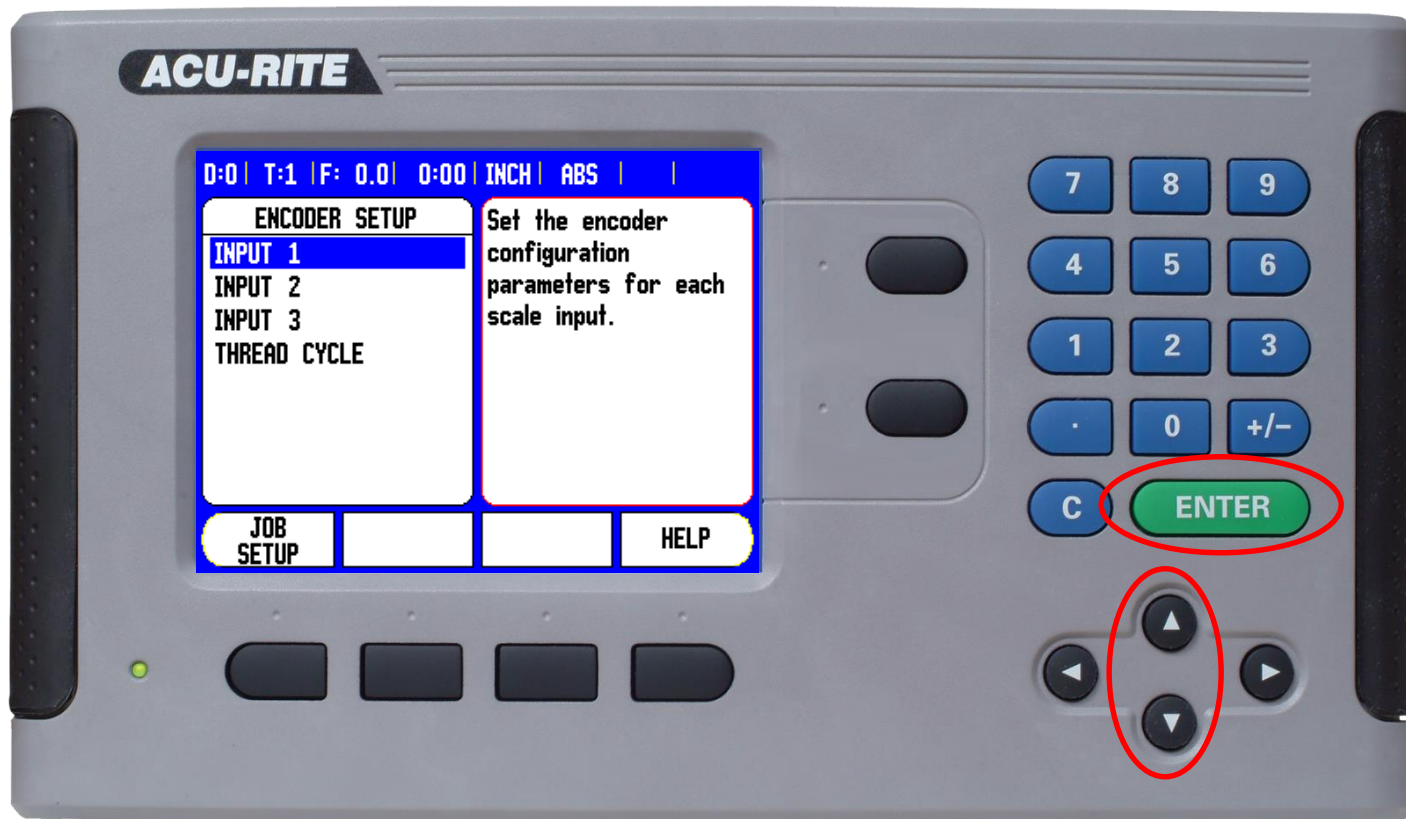 ACU-RITE
D:0 | T:1 | F: 0.0 | 0:00 | INCH | ABS | |
ENCODER SETUP
INPUT 1
INPUT 2
INPUT 3
THREAD CYCLE
Set the encoder
configuration
parameters for each
scale input.
JOB
SETUP
HELP
7 8 9
4 5 6
1 2 3
. 0 +/-
C ENTER